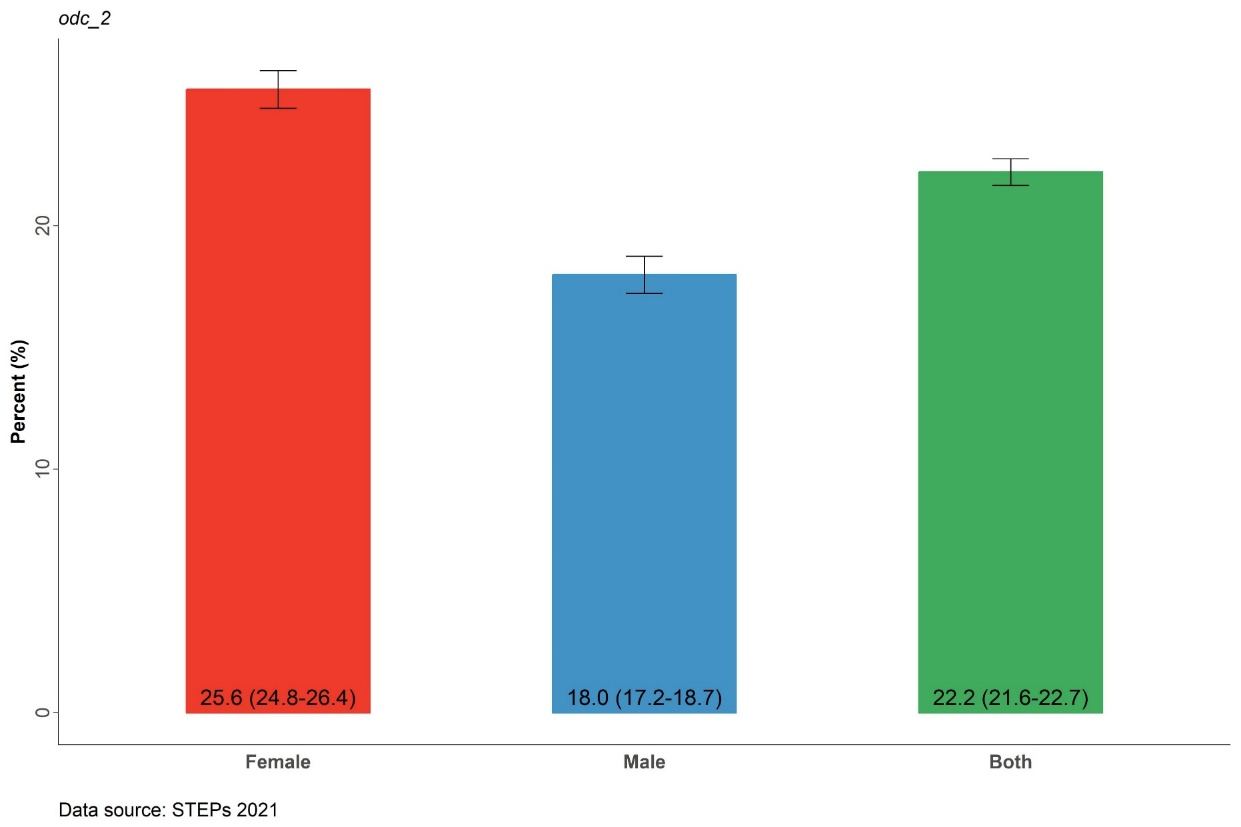 odc_2
Percent (%)
20
10
0
25.6 (24.8-26.4)
18.0 (17.2-18.7)
22.2 (21.6-22.7)
Female
Male
Both
Data source: STEPs 2021